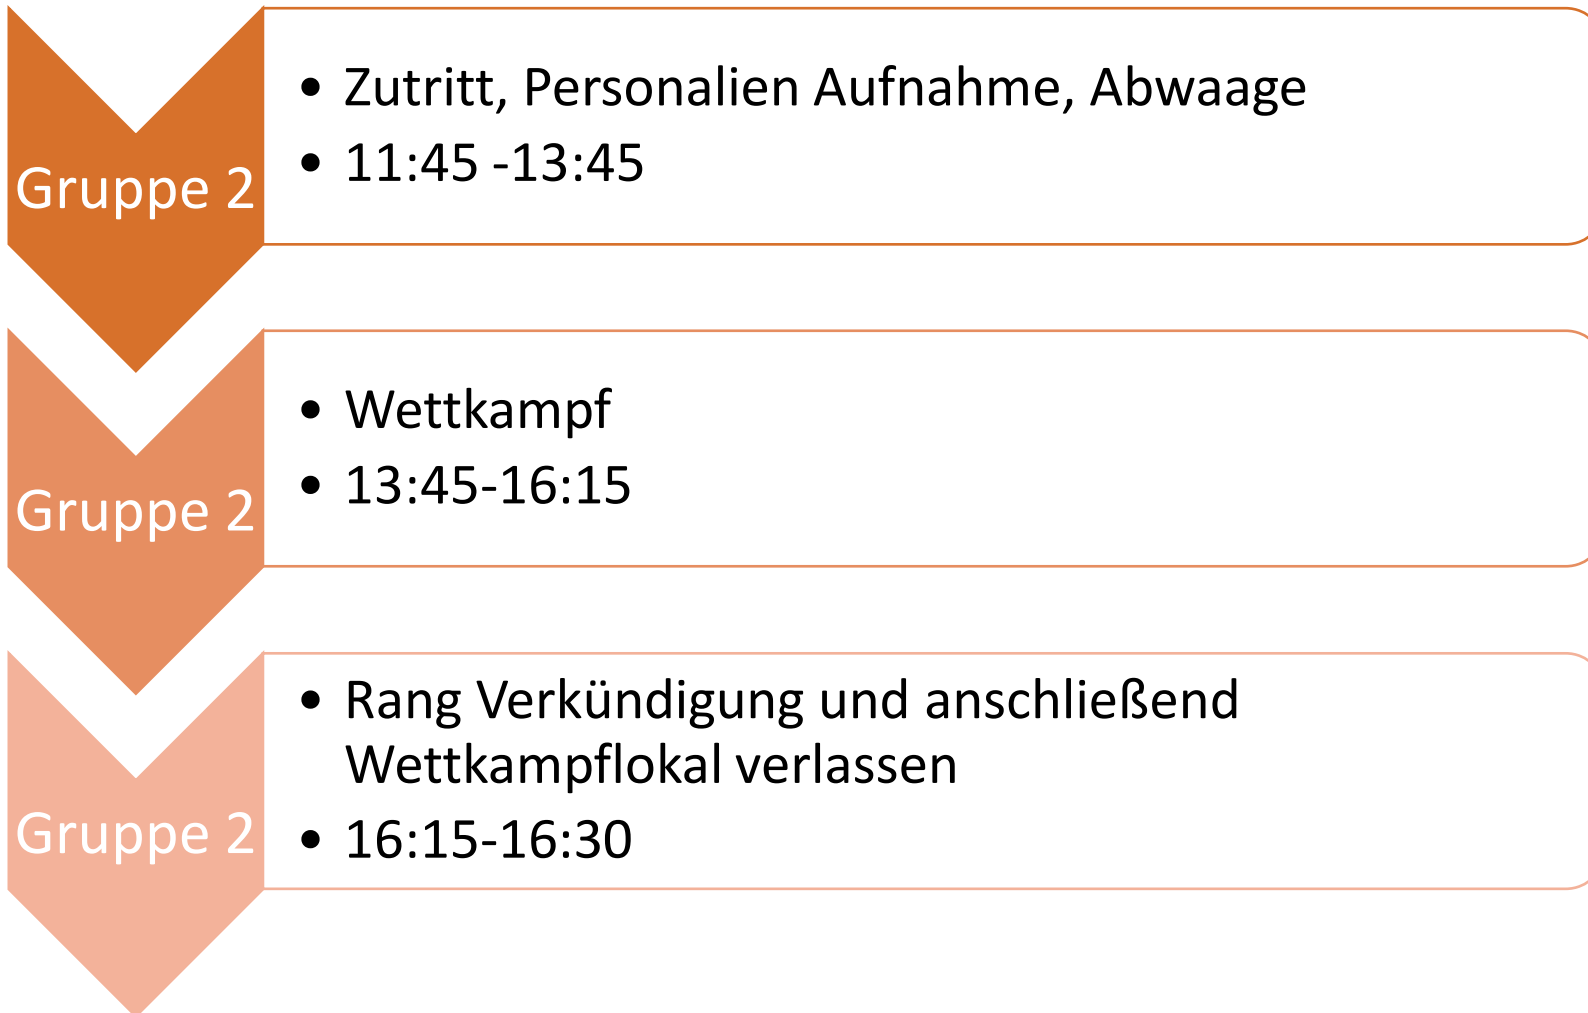 Gruppe 2
• Zutritt, Personalien Aufnahme, Abwaage
• 11:45 -13:45
Gruppe 2
• Wettkampf
• 13:45-16:15
Gruppe 2
• Rang Verkündigung und anschließend
Wettkampflokal verlassen
• 16:15-16:30